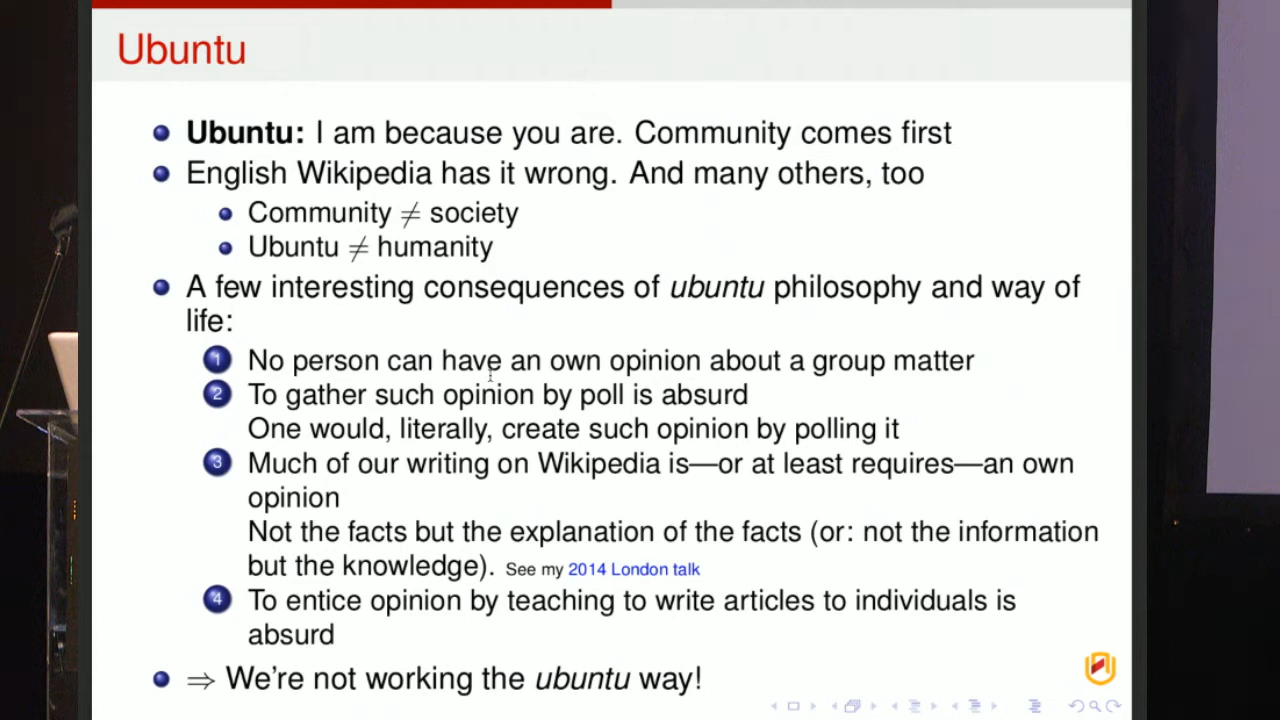 Ubuntu
Ubuntu: I am because you are. Community comes first
English Wikipedia has it wrong. And many others, too
Community ≠ society
Ubuntu ≠ humanity
A few interesting consequences of ubuntu philosophy and way of
life:
1 No person can have an own opinion about a group matter
2 To gather such opinion by poll is absurd
One would, literally, create such opinion by polling it
3 Much of our writing on Wikipedia is—or at least requires—an own
opinion
Not the facts but the explanation of the facts (or: not the information
but the knowledge). See my 2014 London talk
4 To entice opinion by teaching to write articles to individuals is
absurd
⇒ We're not working the ubuntu way!